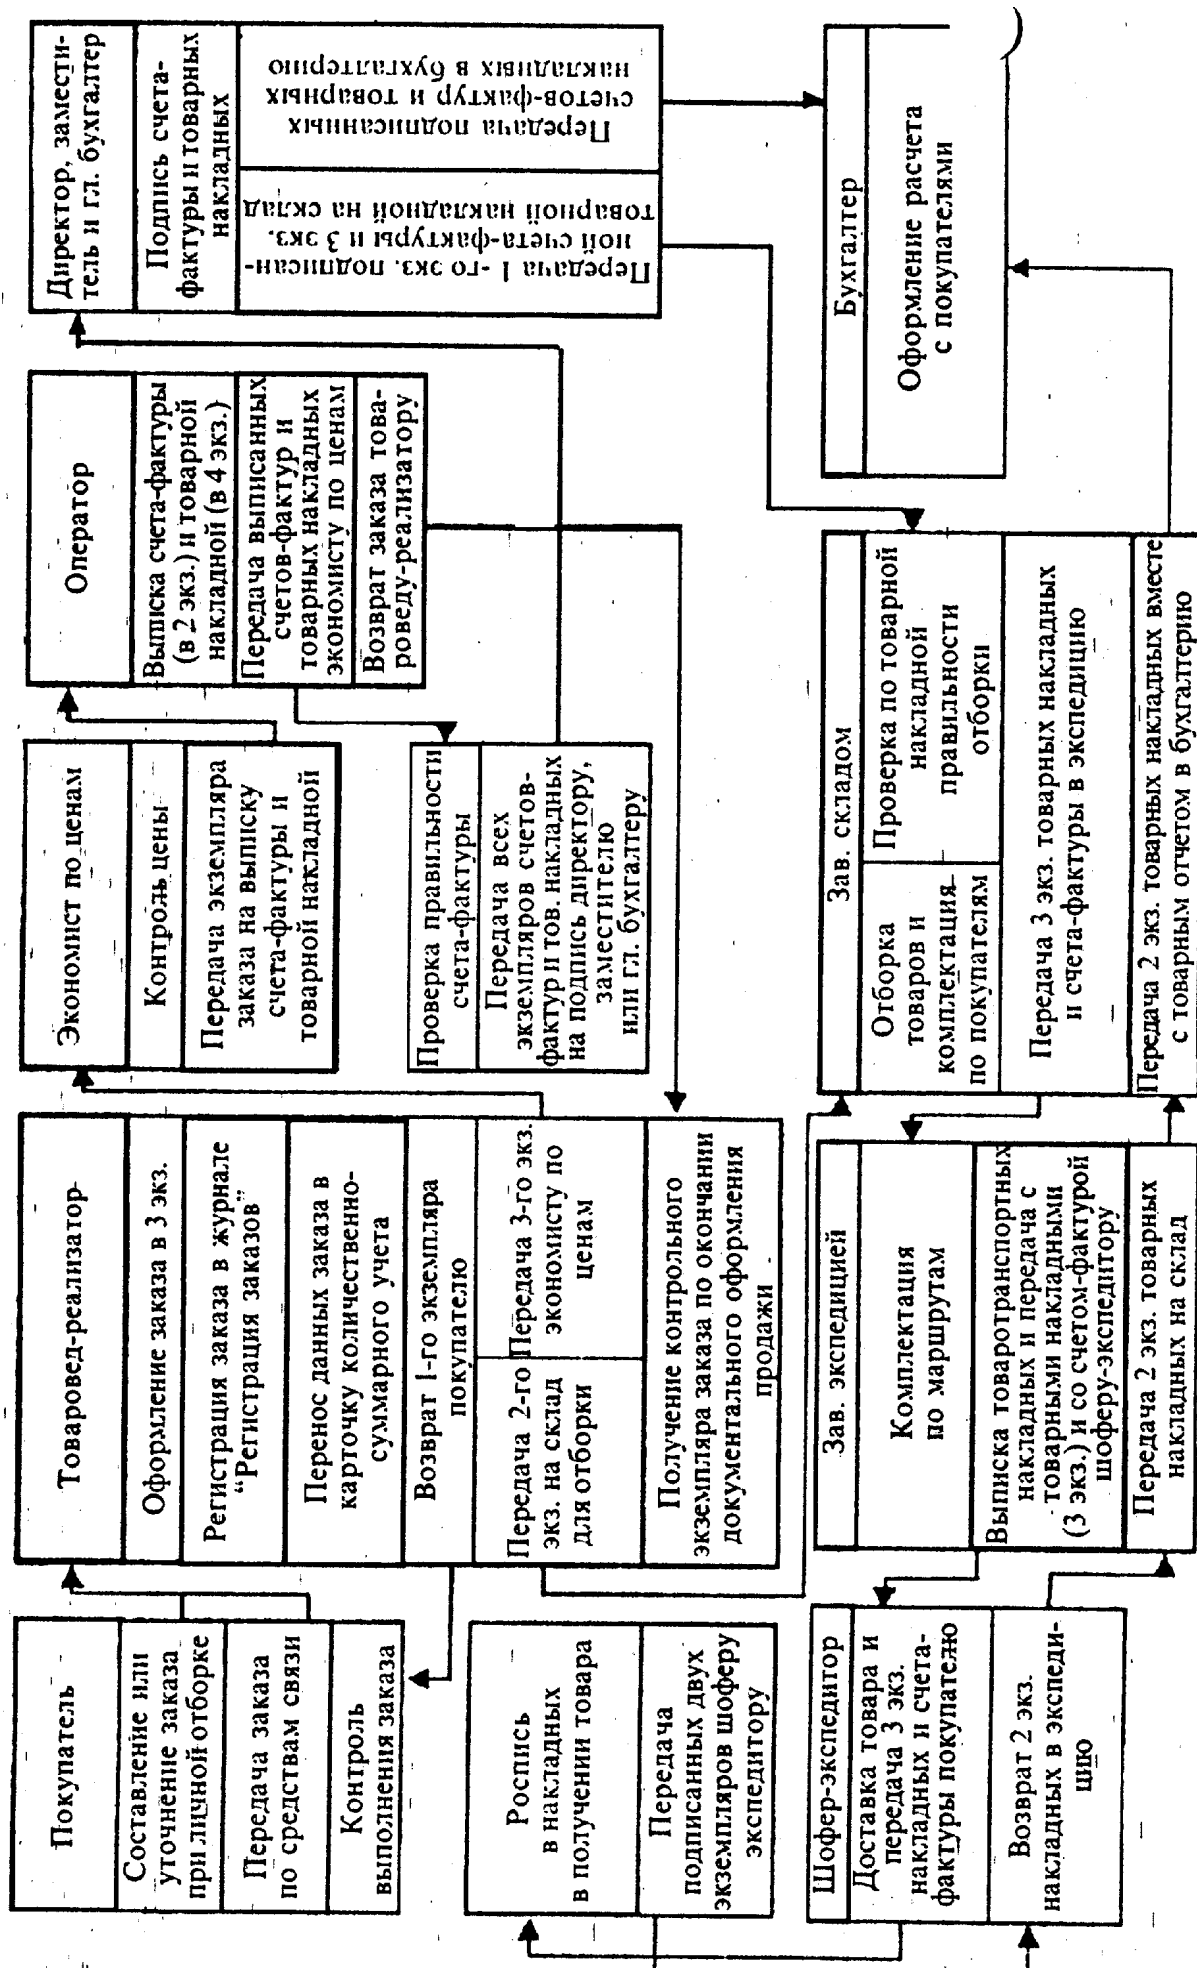 Покупатель
Составление или
уточнение заказа
при личной отборке
Передача заказа
по средствам связи
Контроль
выполнения заказа
Товаровед-реализатор
Оформление заказа в 3 экз.
Регистрация заказа в журнале
“Регистрация заказов”
Перенос данных заказа в
карточку количественно-
суммарного учета
Возврат 1-го экземпляра
покупателю
Передача 2-го
экз. на склад
для отборки
Передача 3-го экз.
экономисту по
ценам
Получение контрольного
экземпляра заказа по окончании
документального оформления
продажи
Экономист по ценам
Контроль цены
Передача экземпляра
заказа на выписку
счета-фактуры и
товарной накладной
Проверка правильности
счета-фактуры
Передача всех
экземпляров счетов-
фактур и тов. накладных
на подпись директору,
заместителю
или гл. бухгалтеру
Оператор
Выписка счета-фактуры
(в 2 экз.) и товарной
накладной (в 4 экз.)
Передача выписанных
счетов-фактур и
товарных накладных
экономисту по ценам
Возврат заказа това-
роведу-реализатору
Директор, замести-
тель и гл. бухгалтер
Подпись счета-
фактуры и товарных
накладных
Передача 1 -го экз. подписан-
ной счета-фактуры и 3 экз.
товарной накладной на склад
Передача подписанных
счетов-фактур и товарных
накладных в бухгалтерию
Роспись
в накладных
в получении товара
Передача
подписанных двух
экземпляров шоферу
экспедитору
Шофер-экспедитор
Доставка товара и
передача 3 экз.
накладных и счета-
фактуры покупателю
Возврат 2 экз.
накладных в экспеди-
цию
Зав. экспедицией
Комплектация
по маршрутам
Выписка товаротранспортных
накладных и передача с
товарными накладными
(3 экз.) и со счетом-фактурой
шоферу-экспедитору
Передача 2 экз. товарных
накладных на склад
Зав. складом
Отборка
товаров и
комплектация
по покупателям
Проверка по товарной
накладной
правильности
отборки
Передача 3 экз. товарных накладных
и счета-фактуры в экспедицию
Передача 2 экз. товарных накладных вместе
с товарным отчетом в бухгалтерию
Бухгалтер
Оформление расчета
с покупателями